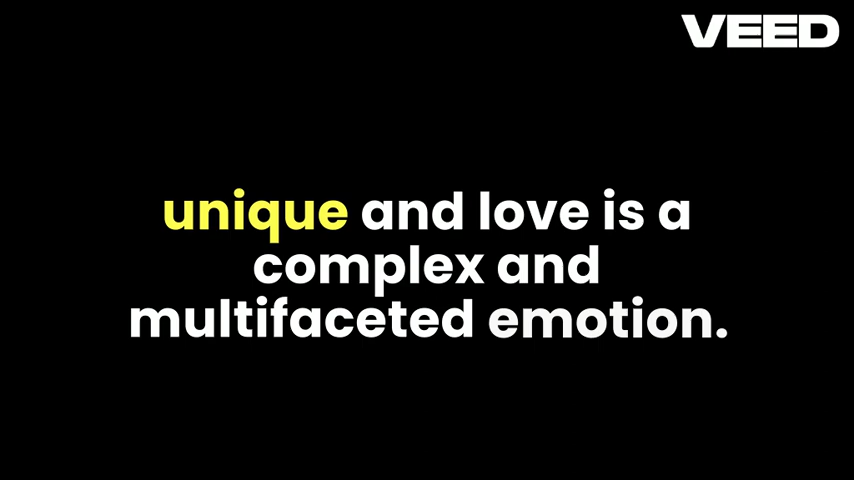 VEED
unique and love is a
complex and
multifaceted emotion.